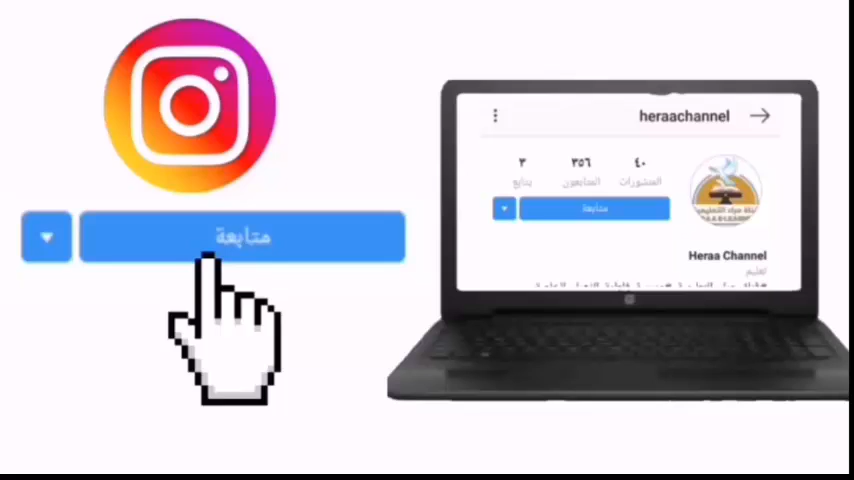 متابعة
heraachannel
٤٠ ٣٥٦ ٣
المنشورات المتابعون يتابع
متابعة
Heraa Channel
تعليم